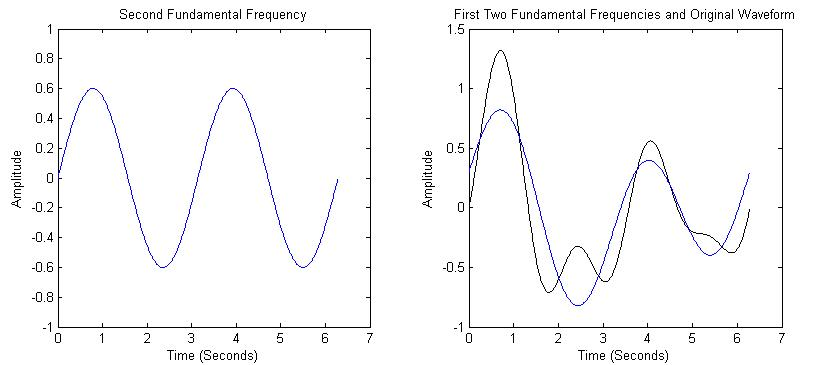 Second Fundamental Frequency
1
0.8
0.6
0.4
0.2
0
-0.2
-0.4
-0.6
-0.8
-1
Amplitude
0 1 2 3 4 5 6 7
Time (Seconds)
First Two Fundamental Frequencies and Original Waveform
1.5
1
0.5
0
-0.5
-1
Amplitude
0 1 2 3 4 5 6 7
Time (Seconds)